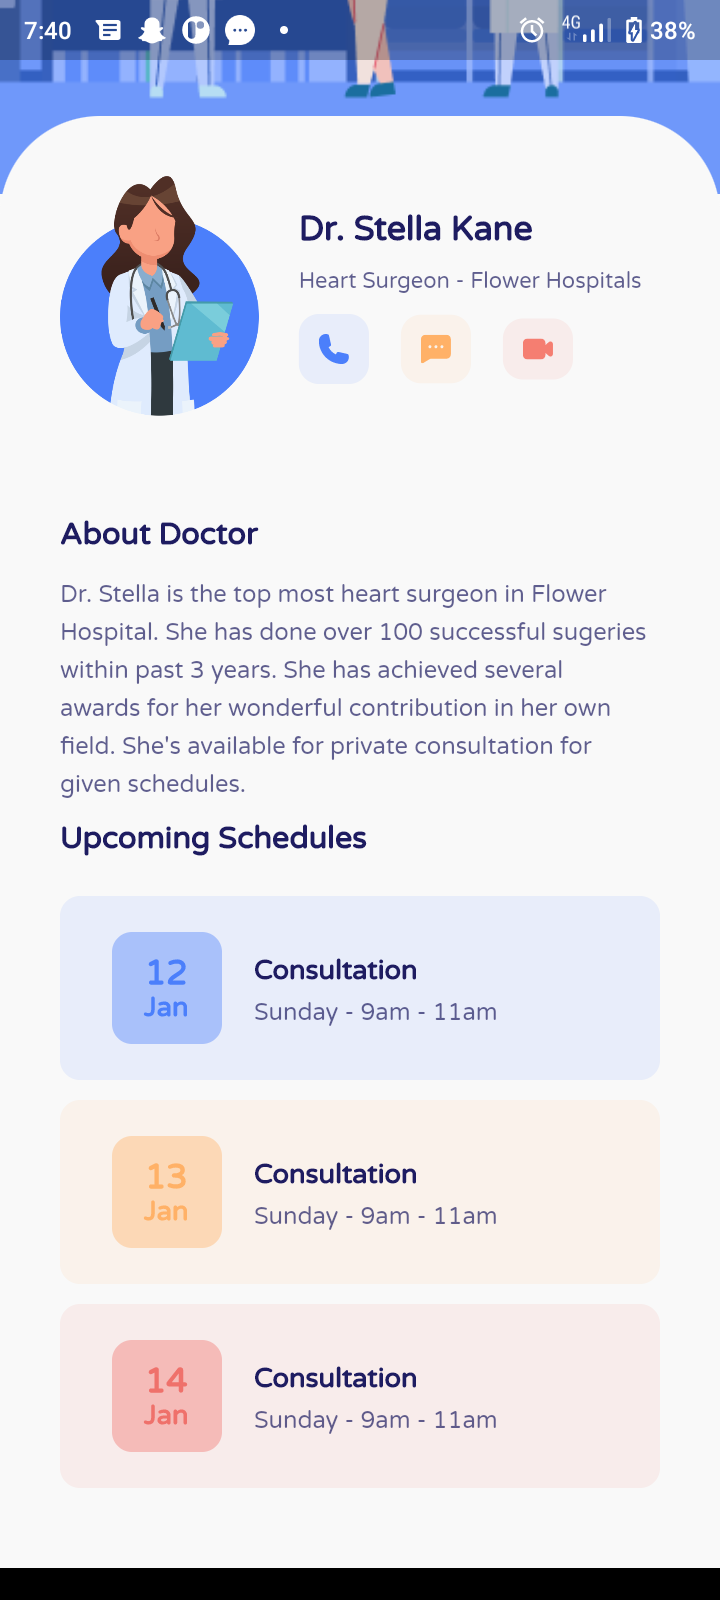 7:40
4G
38%
Dr. Stella Kane
Heart Surgeon - Flower Hospitals
About Doctor
Dr. Stella is the top most heart surgeon in Flower
Hospital. She has done over 100 successful sugeries
within past 3 years. She has achieved several
awards for her wonderful contribution in her own
field. She's available for private consultation for
given schedules.
Upcoming Schedules
12
Jan
Consultation
Sunday - 9am - 11am
13
Jan
Consultation
Sunday - 9am - 11am
14
Jan
Consultation
Sunday - 9am - 11am